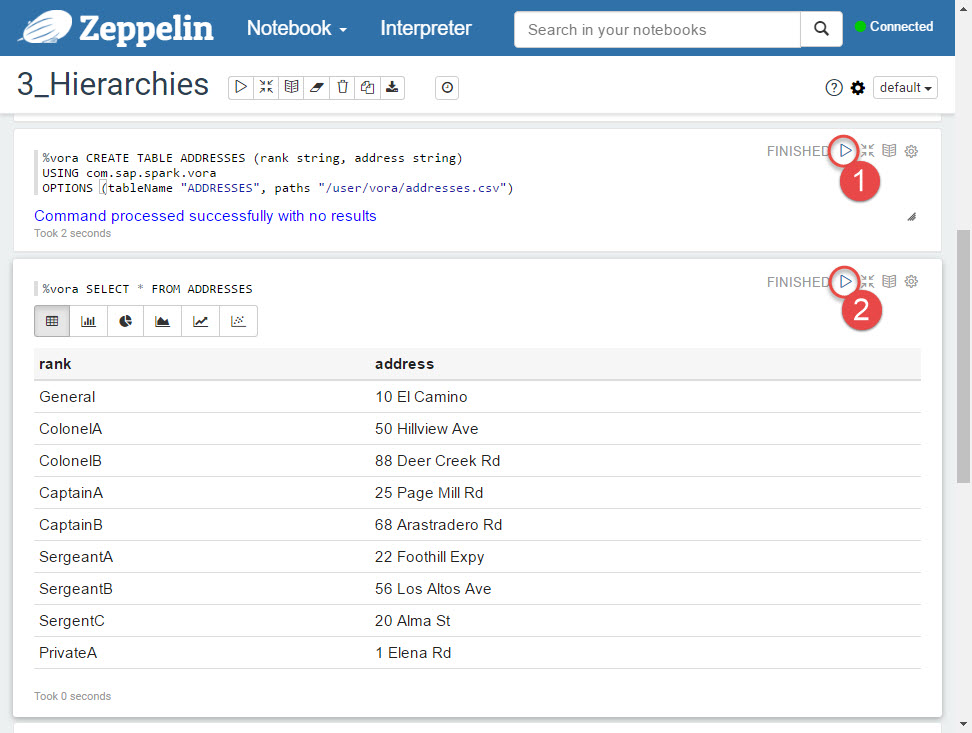 Zeppelin Notebook Interpreter Search in your notebooks Connected
3_Hierarchies default
%vora CREATE TABLE ADDRESSES (rank string, address string)
USING com.sap.spark.vora
OPTIONS (tableName "ADDRESSES", paths "/user/vora/addresses.csv")
FINISHED
1
Command processed successfully with no results
Took 2 seconds
%vora SELECT * FROM ADDRESSES
FINISHED
2
rank address
General 10 El Camino
ColonelA 50 Hillview Ave
ColonelB 88 Deer Creek Rd
CaptainA 25 Page Mill Rd
CaptainB 68 Arastradero Rd
SergeantA 22 Foothill Expy
SergeantB 56 Los Altos Ave
SergentC 20 Alma St
PrivateA 1 Elena Rd
Took 0 seconds